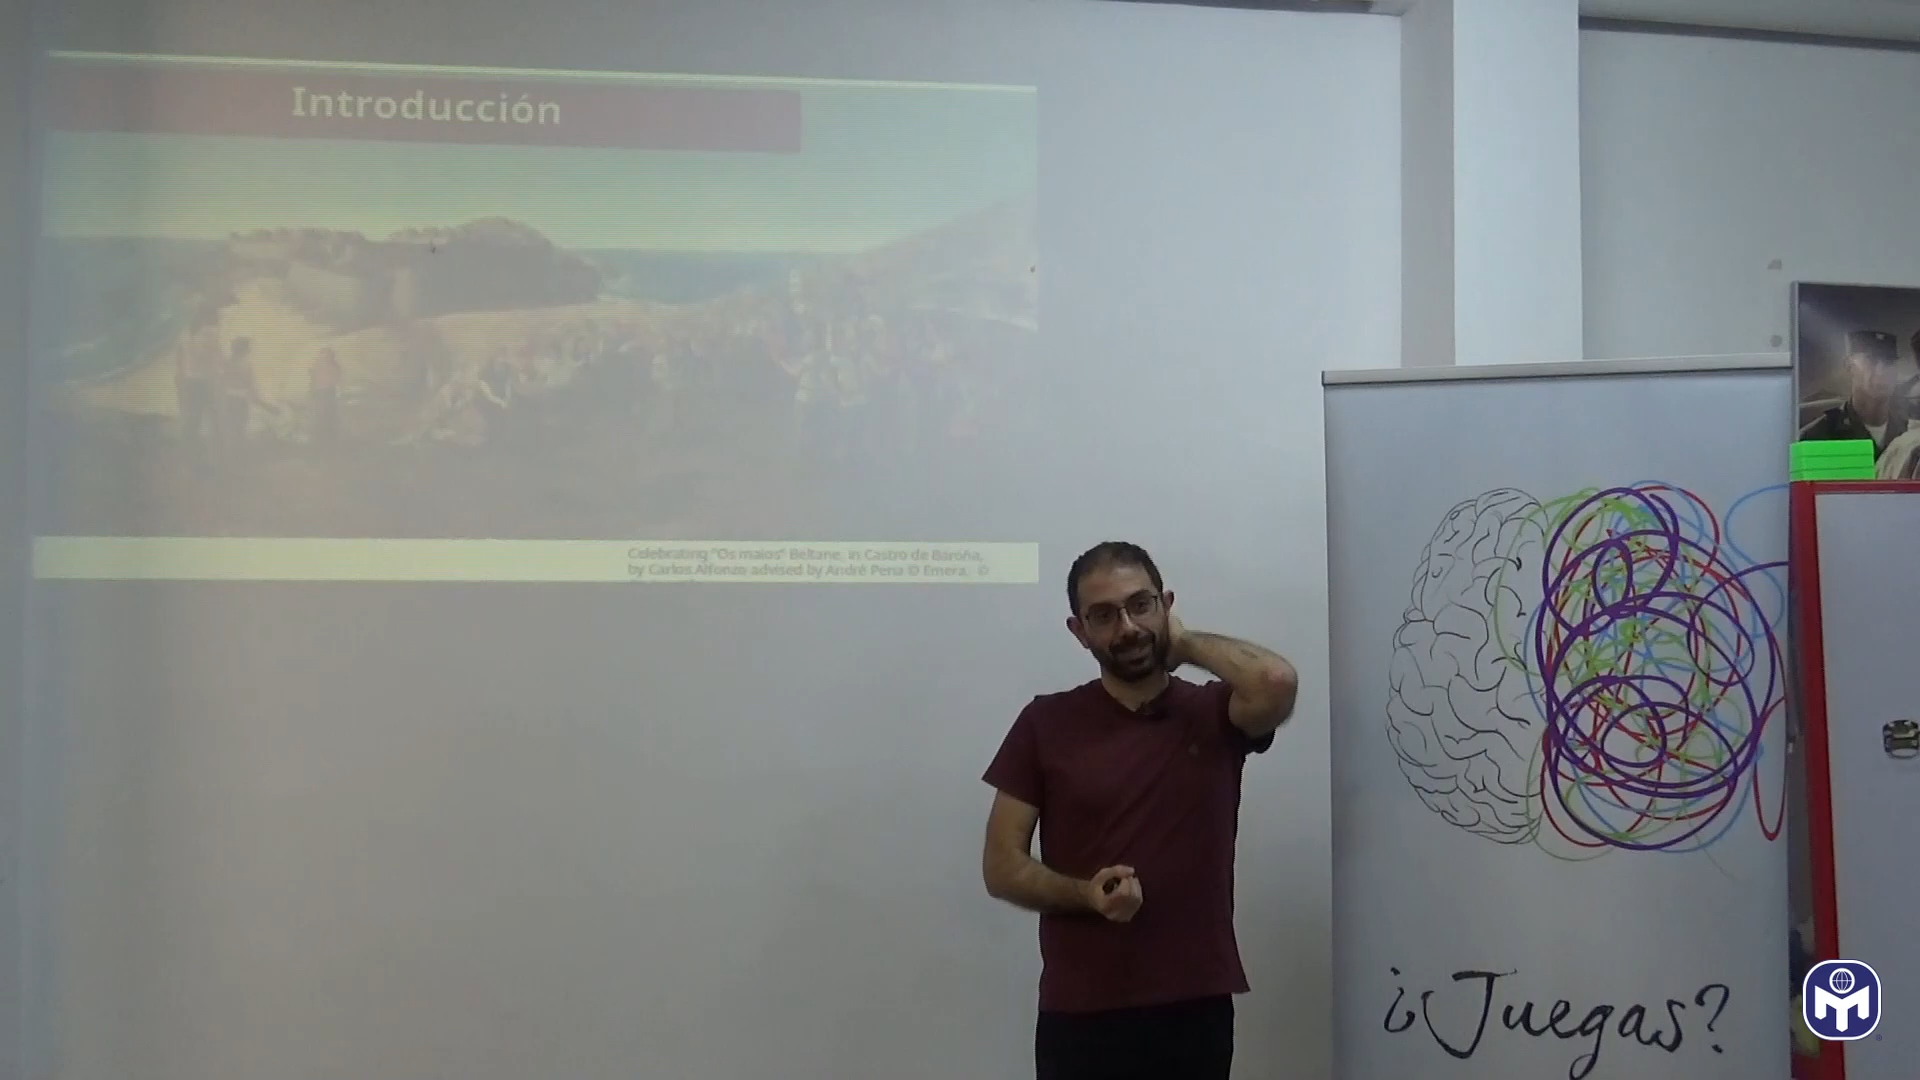 Introducción
Celebrating "Os maios" Beltane, in Castro de Baroña,
by Carlos Alfonzo advised by André Pena © Emera, ©
¿Juegas?